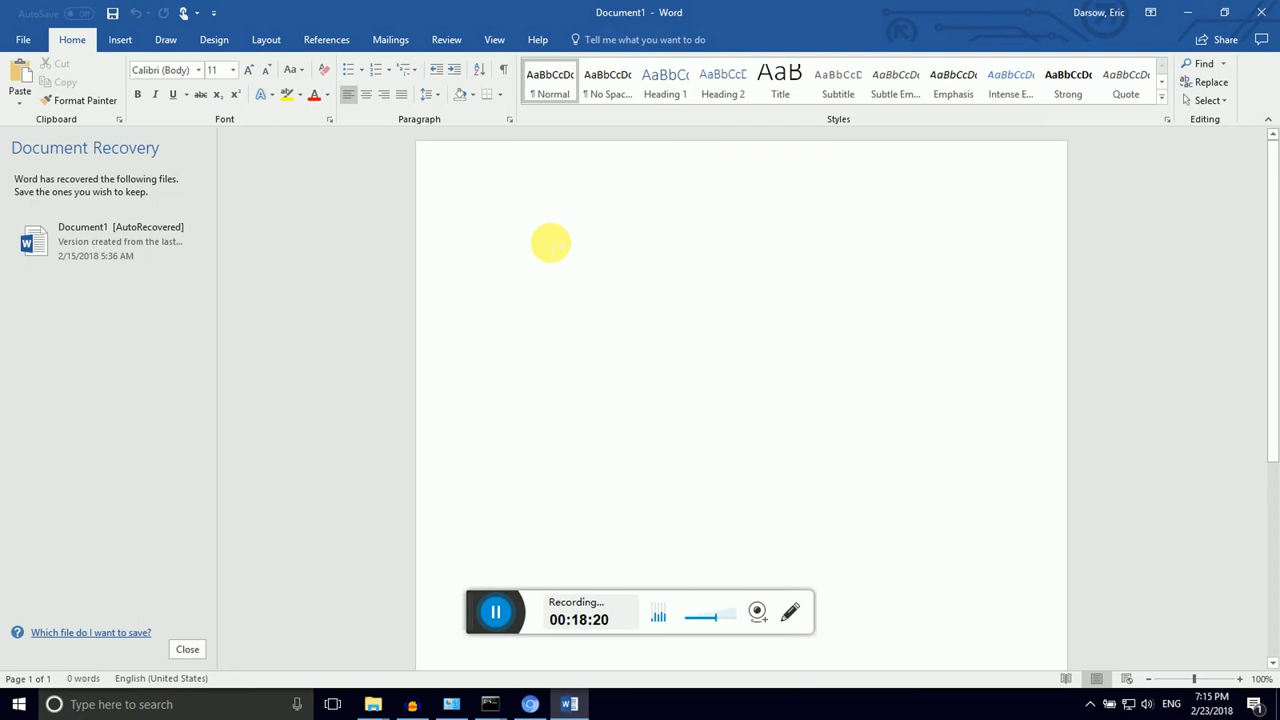 AutoSave Off
Document1 - Word
Darsow, Eric
File Home Insert Draw Design Layout References Mailings Review View Help Tell me what you want to do Share
Paste
Cut
Copy
Format Painter
Clipboard
Calibri (Body) 11
Aa
B I U abc x₂ x²
Font
Paragraph
AaBbCcDc AaBbCcDc AaBbCc AaBbCcD AaB AaBbCcD AaBbCcDc AaBbCcDc AaBbCcDc AaBbCcDc AaBbCcDc
¶ Normal ¶ No Spac... Heading 1 Heading 2 Title Subtitle Subtle Em... Emphasis Intense E... Strong Quote
Styles
Find
Replace
Select
Editing
Document Recovery
Word has recovered the following files.
Save the ones you wish to keep.
Document1 [AutoRecovered]
Version created from the last...
2/15/2018 5:36 AM
Recording...
00:18:20
Which file do I want to save?
Close
Page 1 of 1 0 words English (United States)
100%
Type here to search
ENG
7:15 PM
2/23/2018